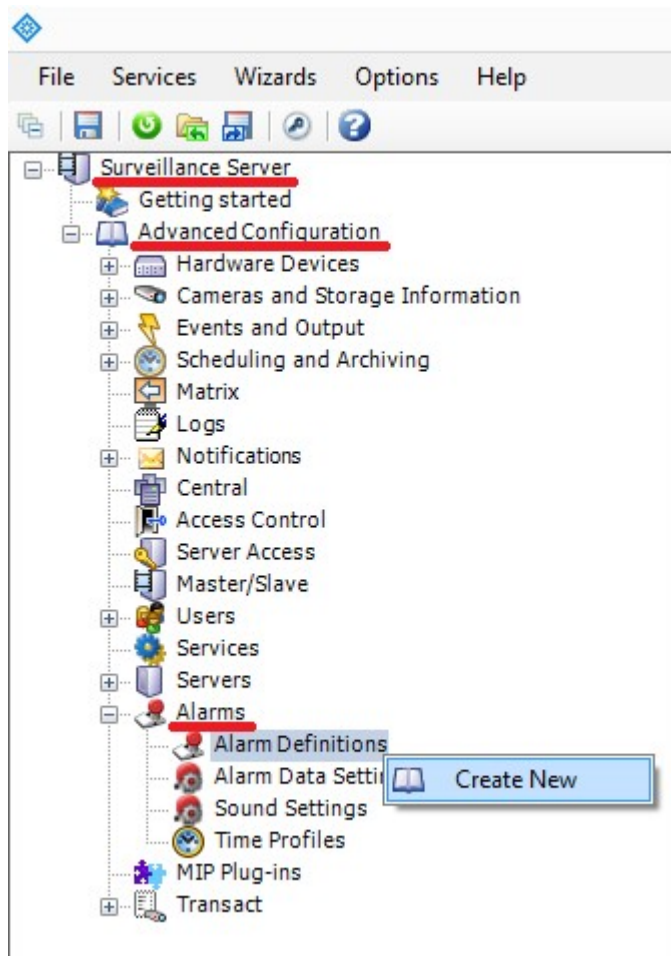 File Services Wizards Options Help
Surveillance Server
Getting started
Advanced Configuration
Hardware Devices
Cameras and Storage Information
Events and Output
Scheduling and Archiving
Matrix
Logs
Notifications
Central
Access Control
Server Access
Master/Slave
Users
Services
Servers
Alarms
Alarm Definitions
Alarm Data Create New
Sound Settings
Time Profiles
MIP Plug-ins
Transact